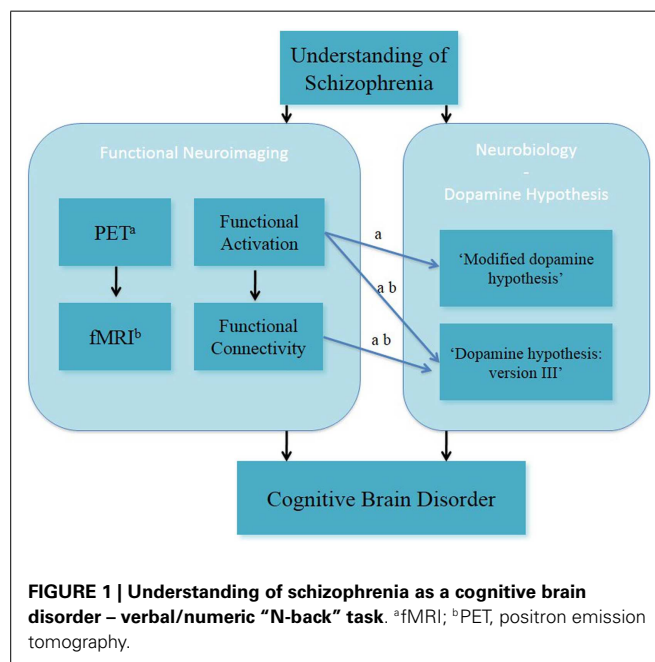 Understanding of
Schizophrenia
Functional Neuroimaging
Neurobiology
-
Dopamine Hypothesis
PETᵃ
Functional
Activation
a
'Modified dopamine
hypothesis'
a b
fMRIᵇ
Functional
Connectivity
a b
'Dopamine hypothesis:
version III'
Cognitive Brain Disorder
FIGURE 1 | Understanding of schizophrenia as a cognitive brain
disorder – verbal/numeric “N-back” task. ᵃfMRI; ᵇPET, positron emission
tomography.